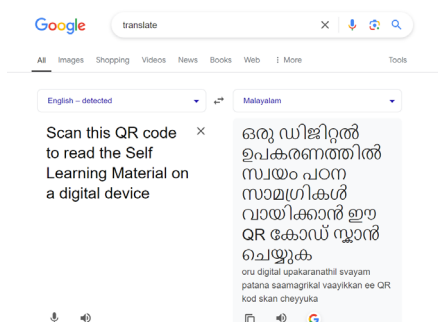 Google
translate
All Images Shopping Videos News Books Web More Tools
English – detected
Malayalam
Scan this QR code
to read the Self
Learning Material on
a digital device
ഒരു ഡിജിറ്റൽ
ഉപകരണത്തിൽ
സ്വയം പഠന
സാമഗ്രികൾ
വായിക്കാൻ ഈ
QR കോഡ് സ്കാൻ
ചെയ്യുക
oru digital upakaranathil svayam
patana saamagrikal vaayikkan ee QR
kod skan cheyyuka